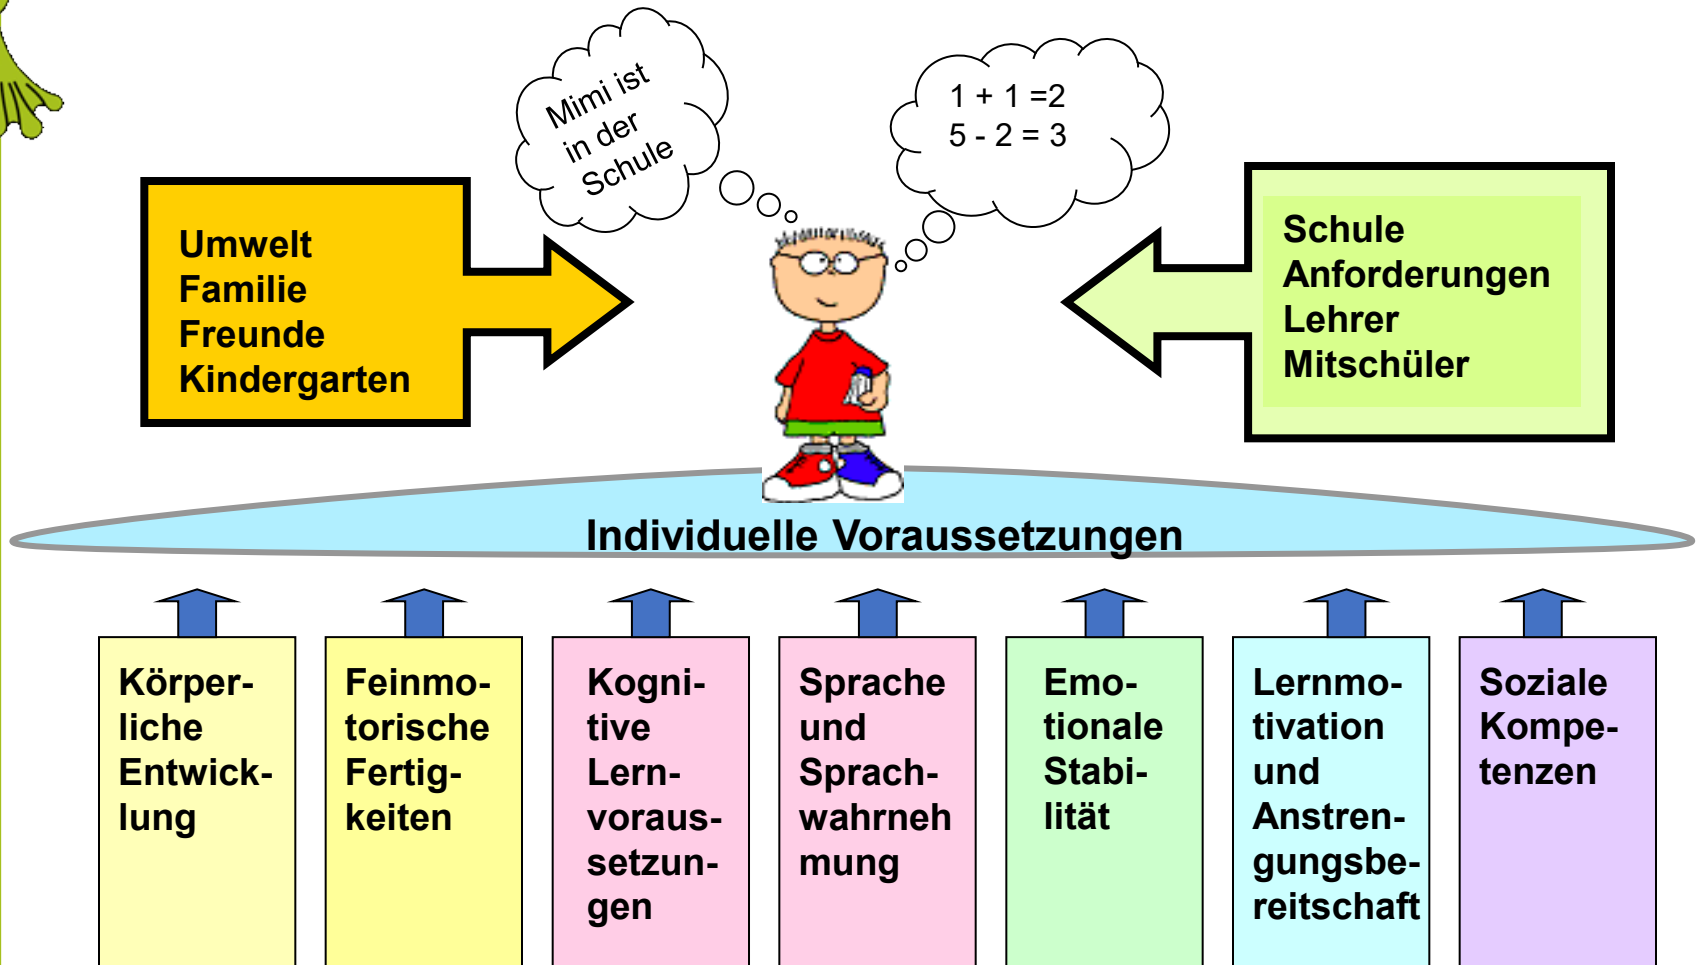 Mimi ist
in der
Schule
1 + 1 =2
5 - 2 = 3
Umwelt
Familie
Freunde
Kindergarten
Schule
Anforderungen
Lehrer
Mitschüler
Individuelle Voraussetzungen
Körper-
liche
Entwick-
lung
Feinmo-
torische
Fertig-
keiten
Kogni-
tive
Lern-
voraus-
setzun-
gen
Sprache
und
Sprach-
wahrneh
mung
Emo-
tionale
Stabi-
lität
Lernmo-
tivation
und
Anstren-
gungsbe-
reitschaft
Soziale
Kompe-
tenzen